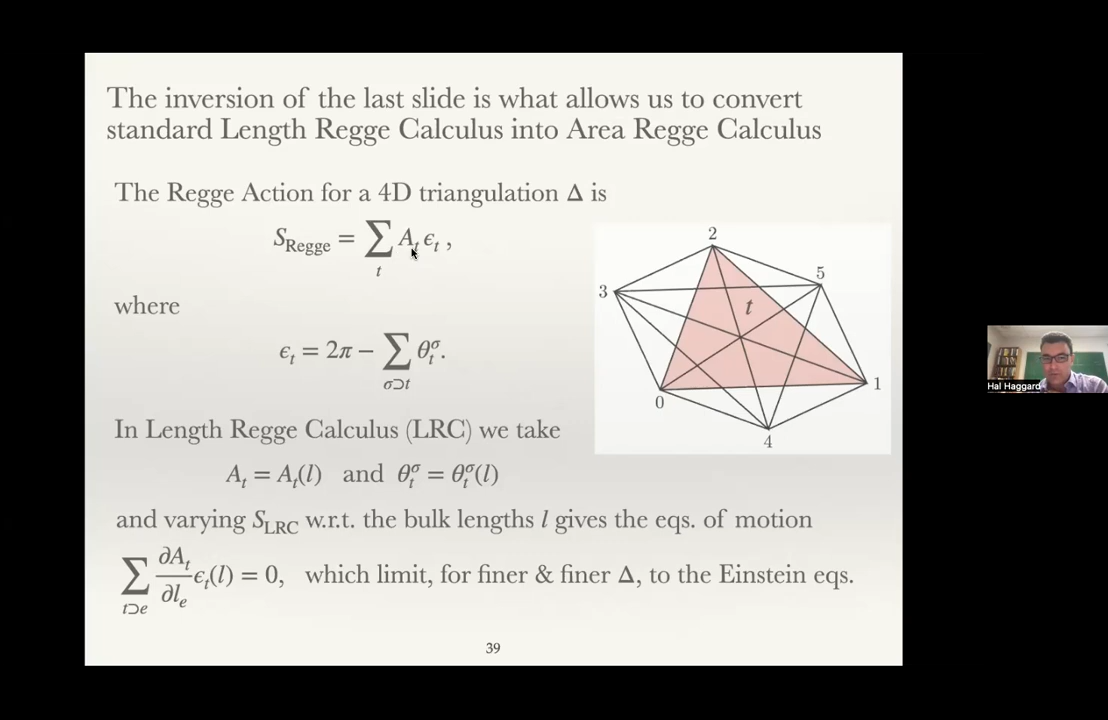 The inversion of the last slide is what allows us to convert
standard Length Regge Calculus into Area Regge Calculus
The Regge Action for a 4D triangulation Δ is
S_Regge = ∑_t A_t ϵ_t ,
where
ϵ_t = 2π − ∑_{σ⊃t} θ_t^σ.
In Length Regge Calculus (LRC) we take
A_t = A_t(l) and θ_t^σ = θ_t^σ(l)
and varying S_LRC w.r.t. the bulk lengths l gives the eqs. of motion
∑_{t⊃e} ∂A_t/∂l_e ϵ_t(l) = 0, which limit, for finer & finer Δ, to the Einstein eqs.
2
5
3
t
1
0
4
39
Hal Haggard